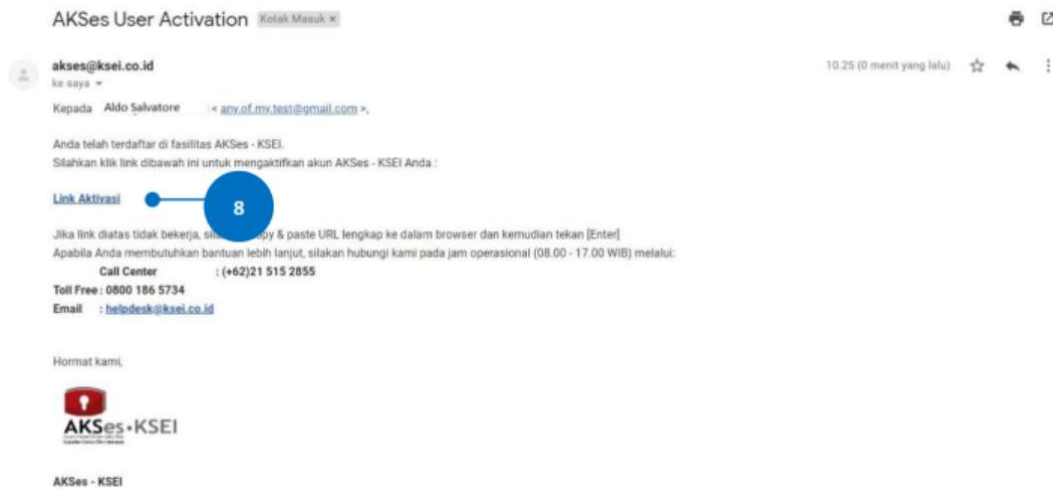 AKSes User Activation Kotak Masuk ×
akses@ksei.co.id
10.25 (0 menit yang lalu)
ke saya
Kepada Aldo Salvatore < any.of.my.test@gmail.com >,
Anda telah terdaftar di fasilitas AKSes - KSEI.
Silahkan klik link dibawah ini untuk mengaktifkan akun AKSes - KSEI Anda :
Link Aktivasi
8
Jika link diatas tidak bekerja, py & paste URL lengkap ke dalam browser dan kemudian tekan [Enter]
Apabila Anda membutuhkan bantuan lebih lanjut, silakan hubungi kami pada jam operasional (08.00 - 17.00 WIB) melalui:
Call Center : (+62)21 515 2855
Toll Free : 0800 186 5734
Email : helpdesk@ksei.co.id
Hormat kami,
AKSes•KSEI
AKSes - KSEI